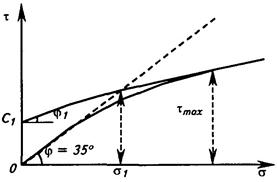 τ
C₁
φ₁
τmax
φ = 35°
0
σ₁
σ